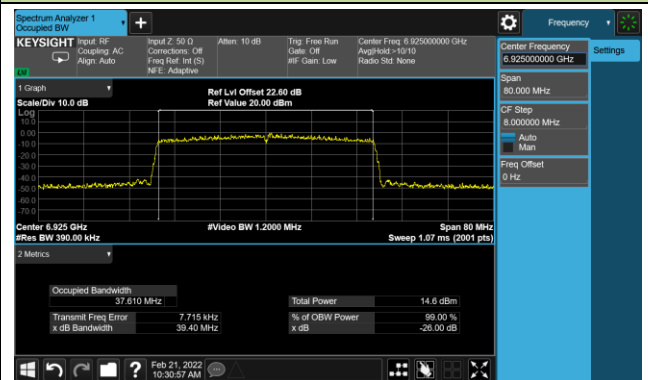 Spectrum Analyzer 1
Occupied BW
Frequency
KEYSIGHT
Input: RF
Coupling: AC
Align: Auto
Input Z: 50 Ω
Corrections: Off
Freq Ref: Int (S)
NFE: Adaptive
Atten: 10 dB
Trig: Free Run
Gate: Off
#IF Gain: Low
Center Freq: 6.925000000 GHz
Avg|Hold:>10/10
Radio Std: None
Center Frequency
6.925000000 GHz
Settings
Span
80.000 MHz
CF Step
8.000000 MHz
Auto
Man
Freq Offset
0 Hz
1 Graph
Scale/Div 10.0 dB
Ref Lvl Offset 22.60 dB
Ref Value 20.00 dBm
Log
10.0
0.00
-10.0
-20.0
-30.0
-40.0
-50.0
-60.0
-70.0
Center 6.925 GHz
#Res BW 390.00 kHz
#Video BW 1.2000 MHz
Span 80 MHz
Sweep 1.07 ms (2001 pts)
2 Metrics
Occupied Bandwidth
37.610 MHz
Total Power 14.6 dBm
Transmit Freq Error 7.715 kHz
% of OBW Power 99.00 %
x dB Bandwidth 39.40 MHz
x dB -26.00 dB
?
Feb 21, 2022
10:30:57 AM